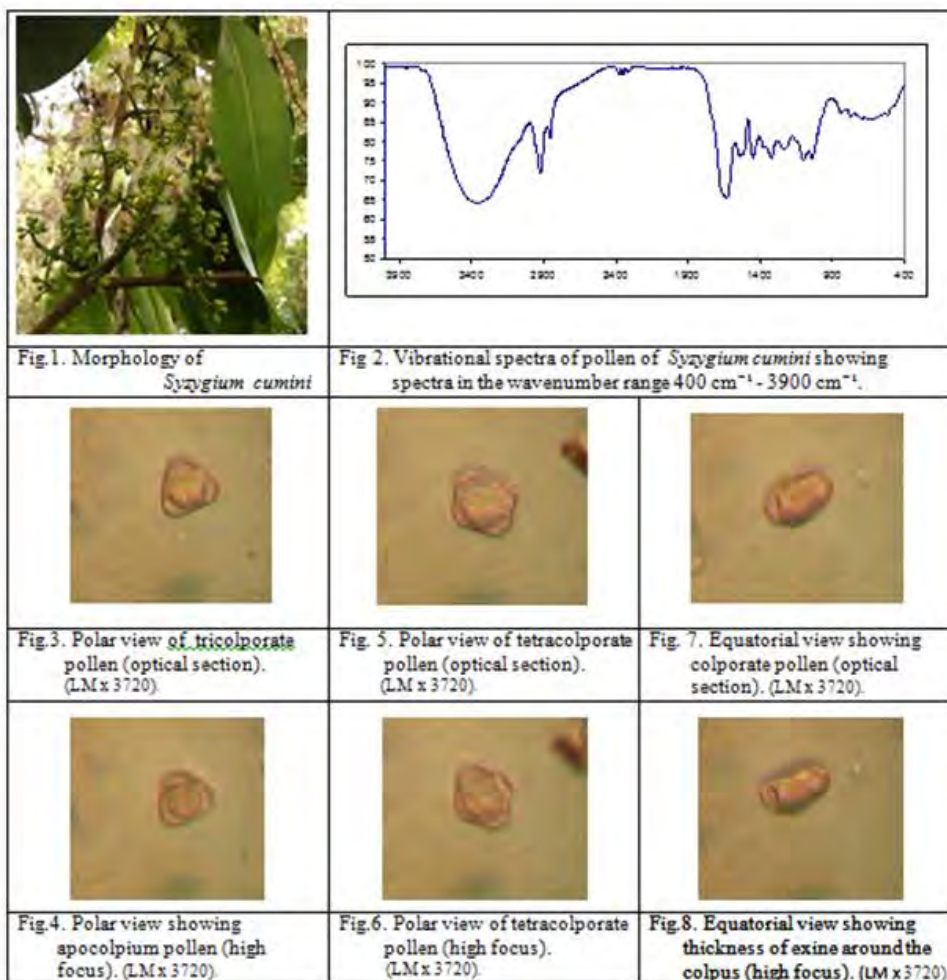 100
95
90
85
80
75
70
65
60
55
50
3900
3400
2900
2400
1900
1400
900
400
Fig.1. Morphology of
Syzygium cumini
Fig 2. Vibrational spectra of pollen of Syzygium cumini showing
spectra in the wavenumber range 400 cm⁻¹ - 3900 cm⁻¹.
Fig.3. Polar view of tricolporate
pollen (optical section).
(LM x 3720).
Fig. 5. Polar view of tetracolporate
pollen (optical section).
(LM x 3720).
Fig. 7. Equatorial view showing
colporate pollen (optical
section). (LM x 3720).
Fig.4. Polar view showing
apocolpium pollen (high
focus). (LM x 3720).
Fig.6. Polar view of tetracolporate
pollen (high focus).
(LM x 3720).
Fig.8. Equatorial view showing
thickness of exine around the
colpus (high focus). (LM x 3720)